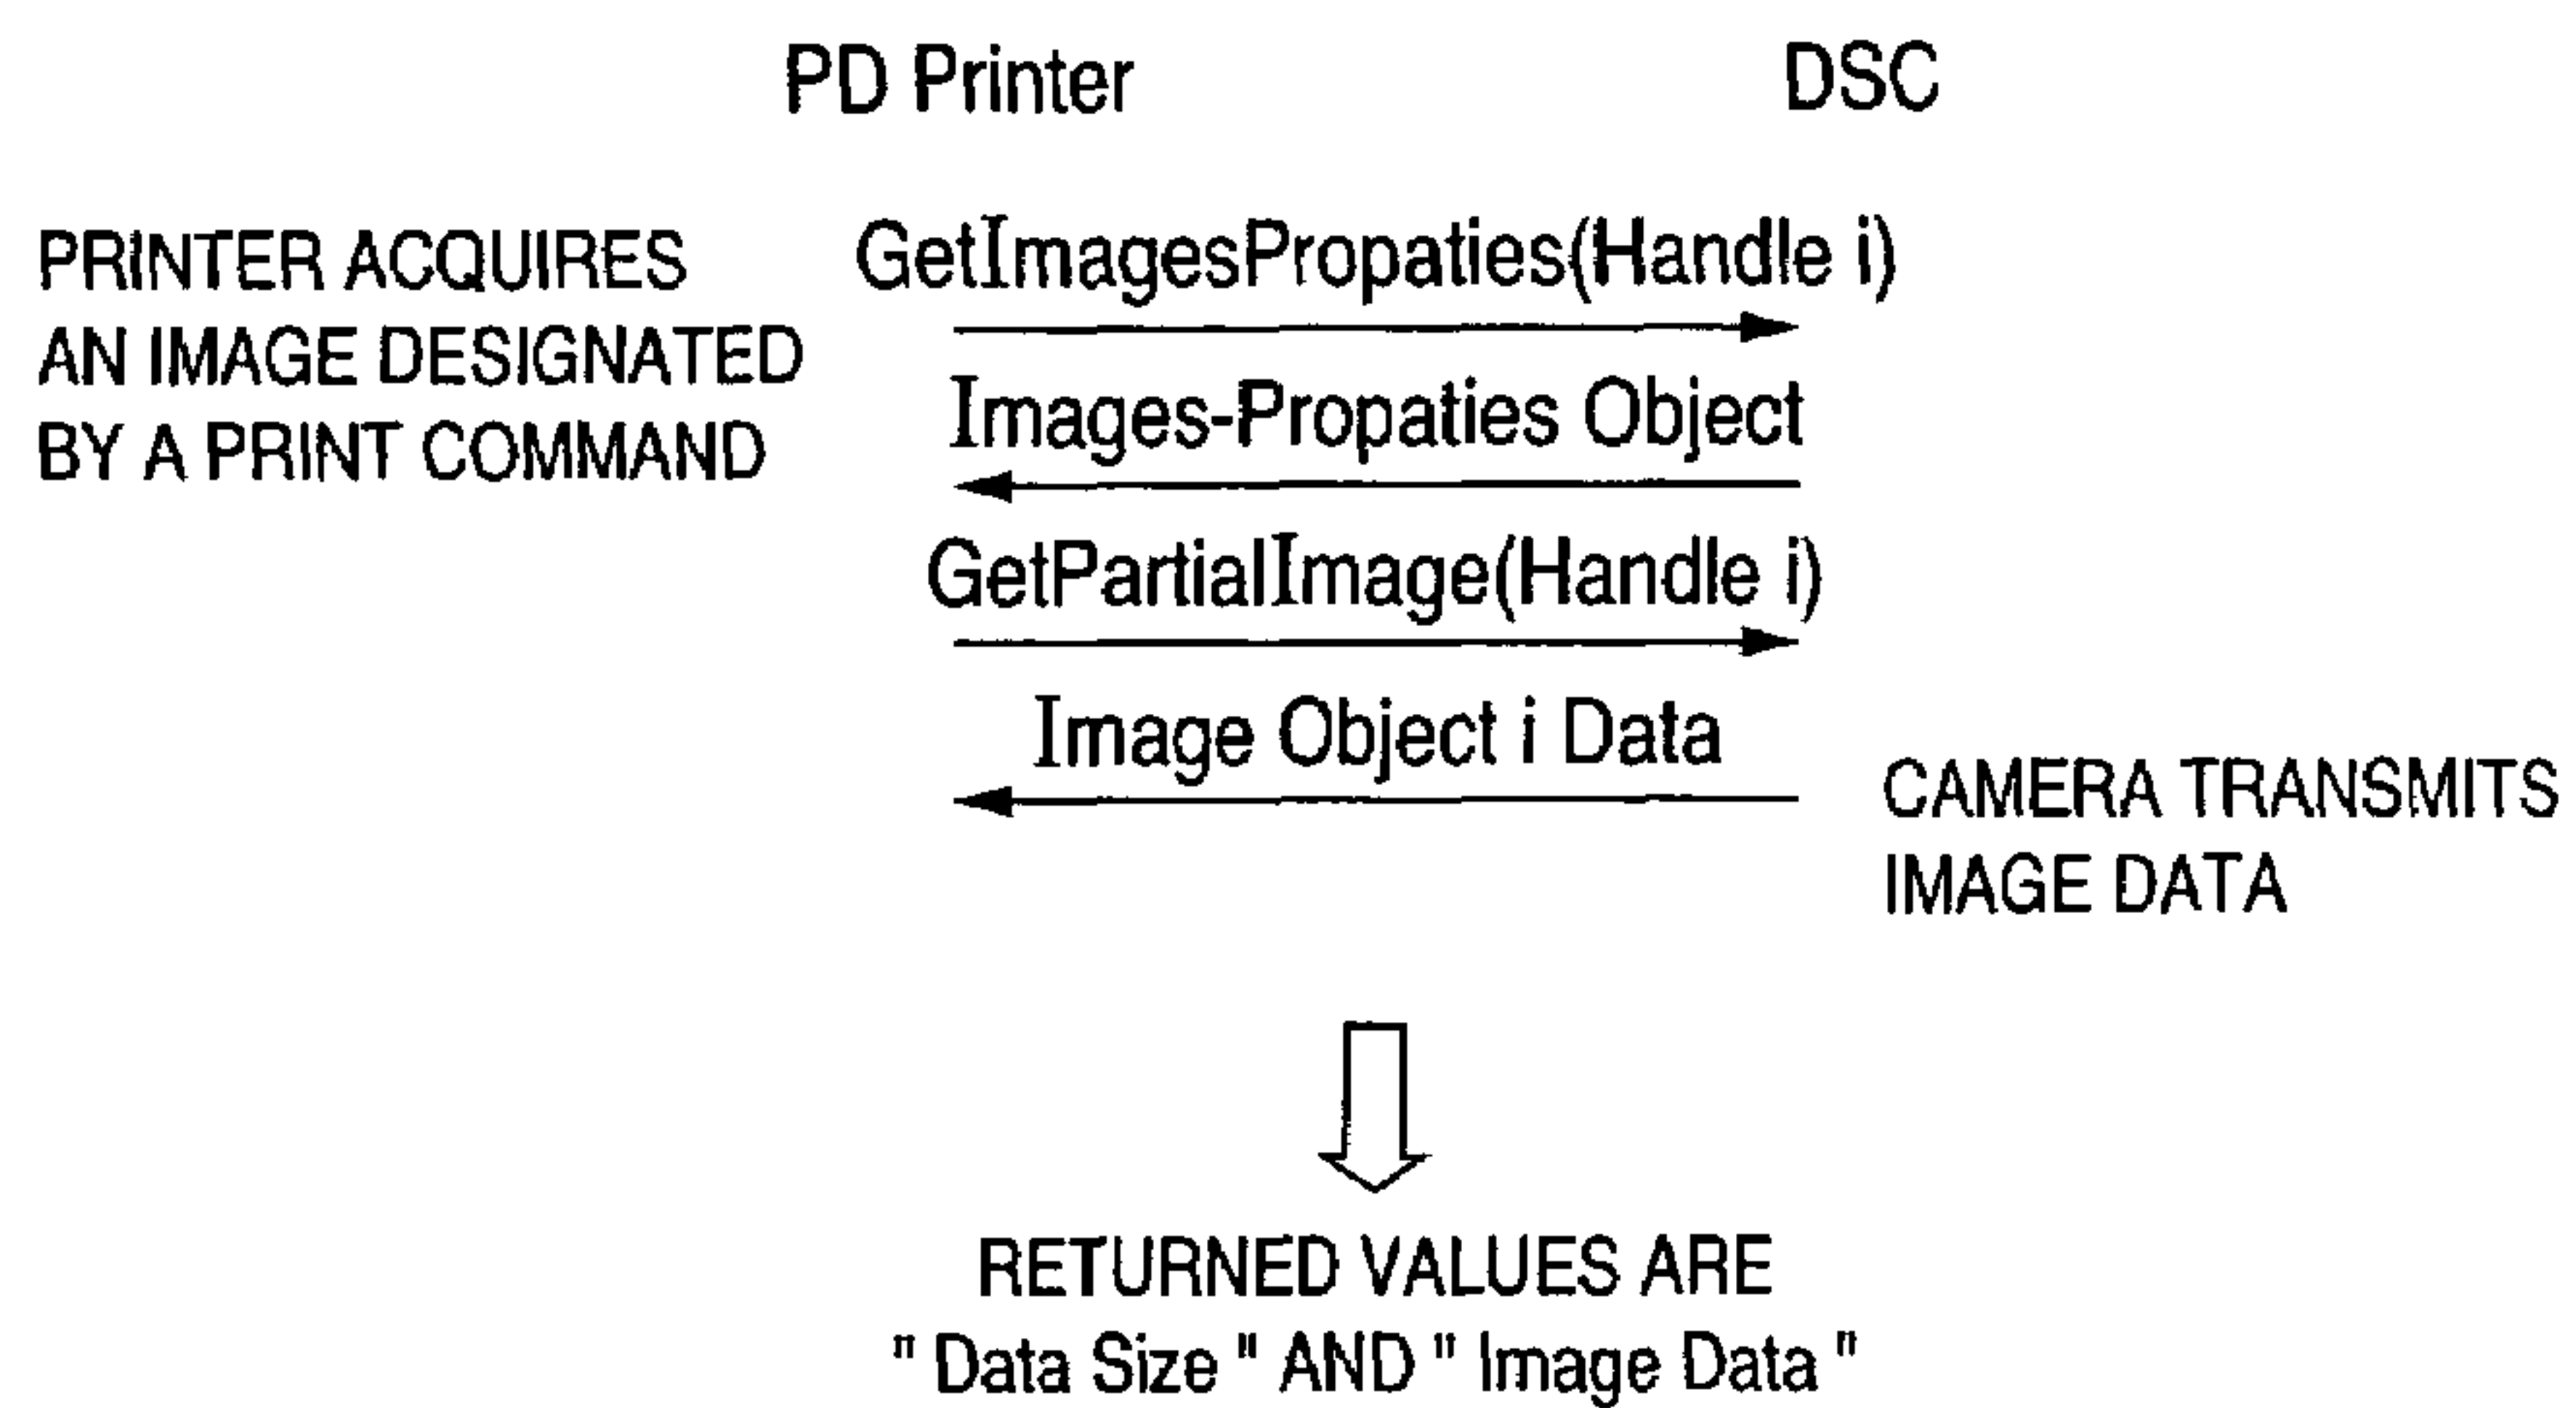 PD Printer DSC
PRINTER ACQUIRES
AN IMAGE DESIGNATED
BY A PRINT COMMAND
GetImagesPropaties(Handle i)
Images-Propaties Object
GetPartialImage(Handle i)
Image Object i Data
CAMERA TRANSMITS
IMAGE DATA
RETURNED VALUES ARE
" Data Size " AND " Image Data "